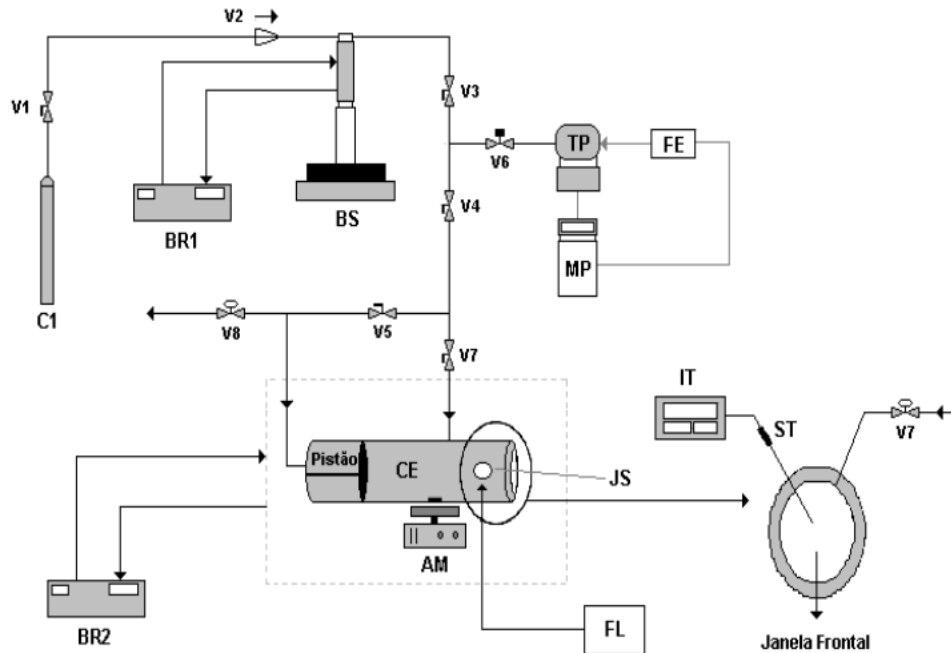 V2
V1
V3
V6
TP
FE
BR1
BS
V4
MP
C1
V8
V5
V7
IT
ST
V7
Pistão
CE
JS
AM
BR2
FL
Janela Frontal